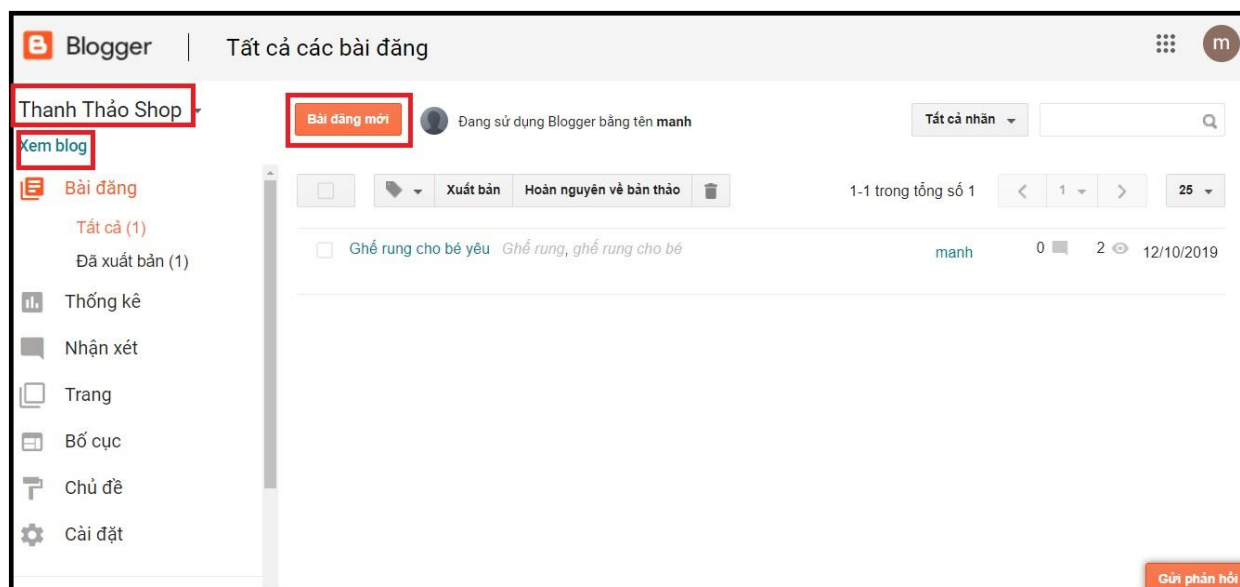 Blogger | Tất cả các bài đăng m
Thanh Thảo Shop
Xem blog
Bài đăng mới Đang sử dụng Blogger bằng tên manh Tất cả nhãn
Bài đăng
Tất cả (1)
Đã xuất bản (1)
Thống kê
Nhận xét
Trang
Bố cục
Chủ đề
Cài đặt
Xuất bản Hoàn nguyên về bản thảo 1-1 trong tổng số 1 1 25
Ghế rung cho bé yêu Ghế rung, ghế rung cho bé manh 0 2 12/10/2019
Gửi phản hồi